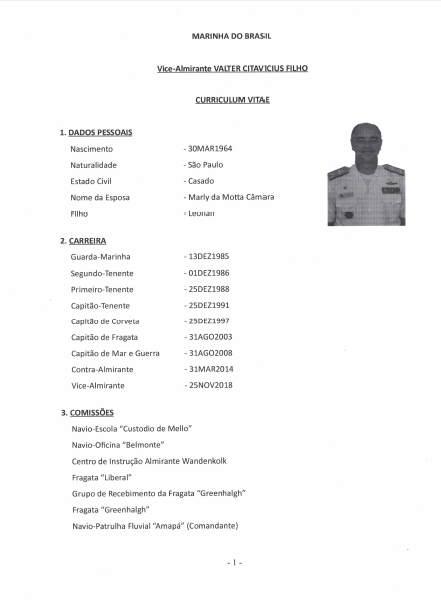 MARINHA DO BRASIL
Vice-Almirante VALTER CITAVICIUS FILHO
CURRICULUM VITAE
1. DADOS PESSOAIS
Nascimento - 30MAR1964
Naturalidade - São Paulo
Estado Civil - Casado
Nome da Esposa - Marly da Motta Câmara
Filho -
2. CARREIRA
Guarda-Marinha - 13DEZ1985
Segundo-Tenente - 01DEZ1986
Primeiro-Tenente - 25DEZ1988
Capitão-Tenente - 25DEZ1991
Capitão de Corveta - 25DEZ1997
Capitão de Fragata - 31AGO2003
Capitão de Mar e Guerra - 31AGO2008
Contra-Almirante - 31MAR2014
Vice-Almirante - 25NOV2018
3. COMISSÕES
Navio-Escola "Custodio de Mello"
Navio-Oficina "Belmonte"
Centro de Instrução Almirante Wandenkolk
Fragata "Liberal"
Grupo de Recebimento da Fragata "Greenhalgh"
Fragata "Greenhalgh"
Navio-Patrulha Fluvial "Amapá" (Comandante)
- 1 -